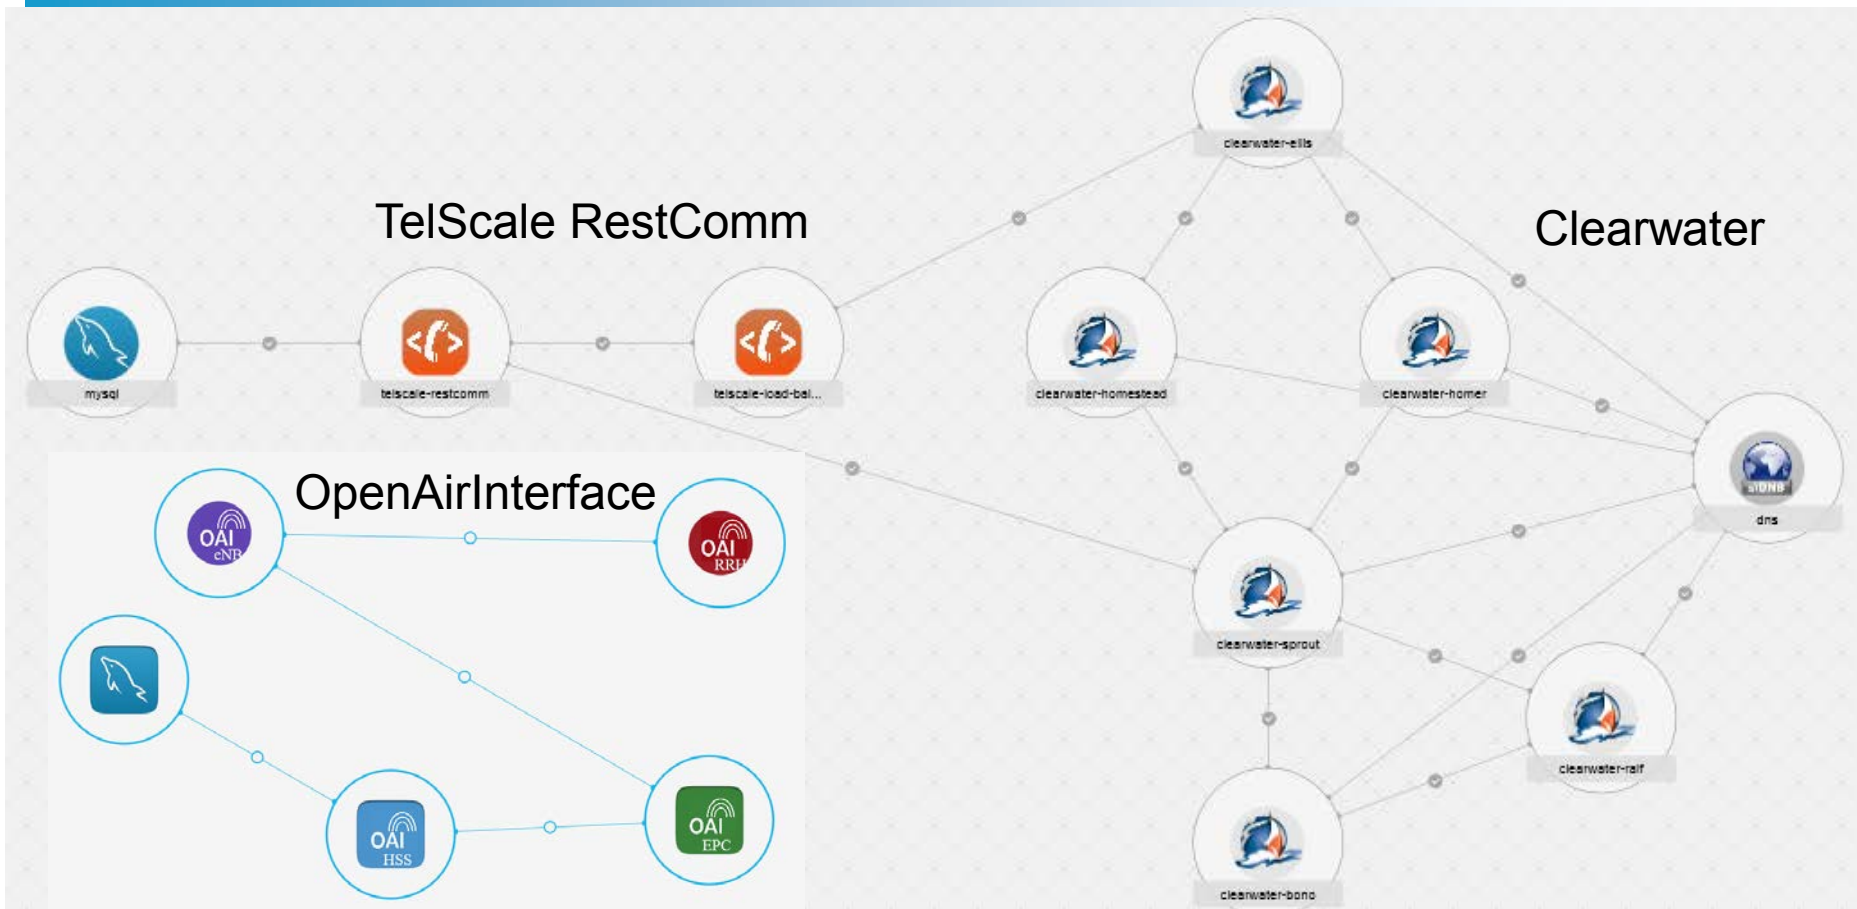 clearwater-ellis
TelScale RestComm
Clearwater
mysql
telscale-restcomm
telscale-load-bal...
clearwater-homestead
clearwater-homer
OpenAirInterface
OAI
eNB
OAI
RRH
DNS
dns
clearwater-sprout
clearwater-ralf
OAI
HSS
OAI
EPC
clearwater-bono